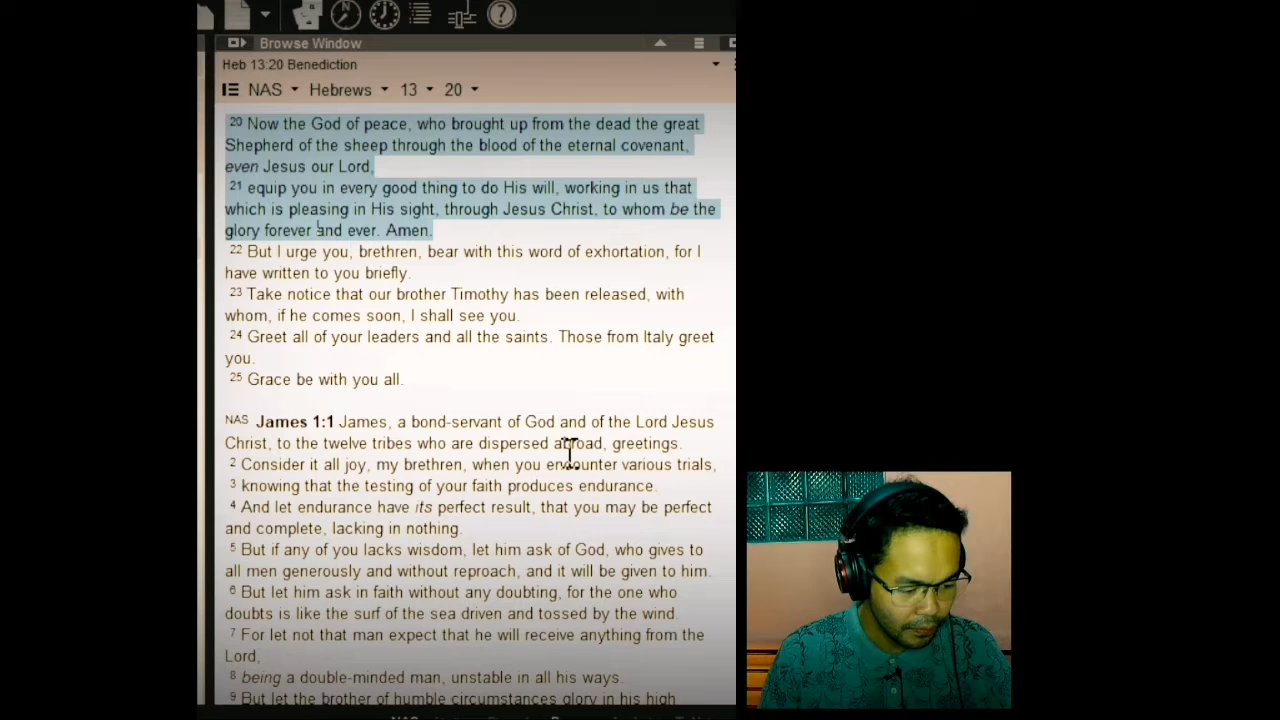 Browse Window
Heb 13:20 Benediction
NAS Hebrews 13 20
20 Now the God of peace, who brought up from the dead the great
Shepherd of the sheep through the blood of the eternal covenant,
even Jesus our Lord,
21 equip you in every good thing to do His will, working in us that
which is pleasing in His sight, through Jesus Christ, to whom be the
glory forever and ever. Amen.
22 But I urge you, brethren, bear with this word of exhortation, for I
have written to you briefly.
23 Take notice that our brother Timothy has been released, with
whom, if he comes soon, I shall see you.
24 Greet all of your leaders and all the saints. Those from Italy greet
you.
25 Grace be with you all.
NAS James 1:1 James, a bond-servant of God and of the Lord Jesus
Christ, to the twelve tribes who are dispersed abroad, greetings.
2 Consider it all joy, my brethren, when you encounter various trials,
3 knowing that the testing of your faith produces endurance.
4 And let endurance have its perfect result, that you may be perfect
and complete, lacking in nothing.
5 But if any of you lacks wisdom, let him ask of God, who gives to
all men generously and without reproach, and it will be given to him.
6 But let him ask in faith without any doubting, for the one who
doubts is like the surf of the sea driven and tossed by the wind.
7 For let not that man expect that he will receive anything from the
Lord,
8 being a double-minded man, unstable in all his ways.
9 But let the brother of humble circumstances glory in his high